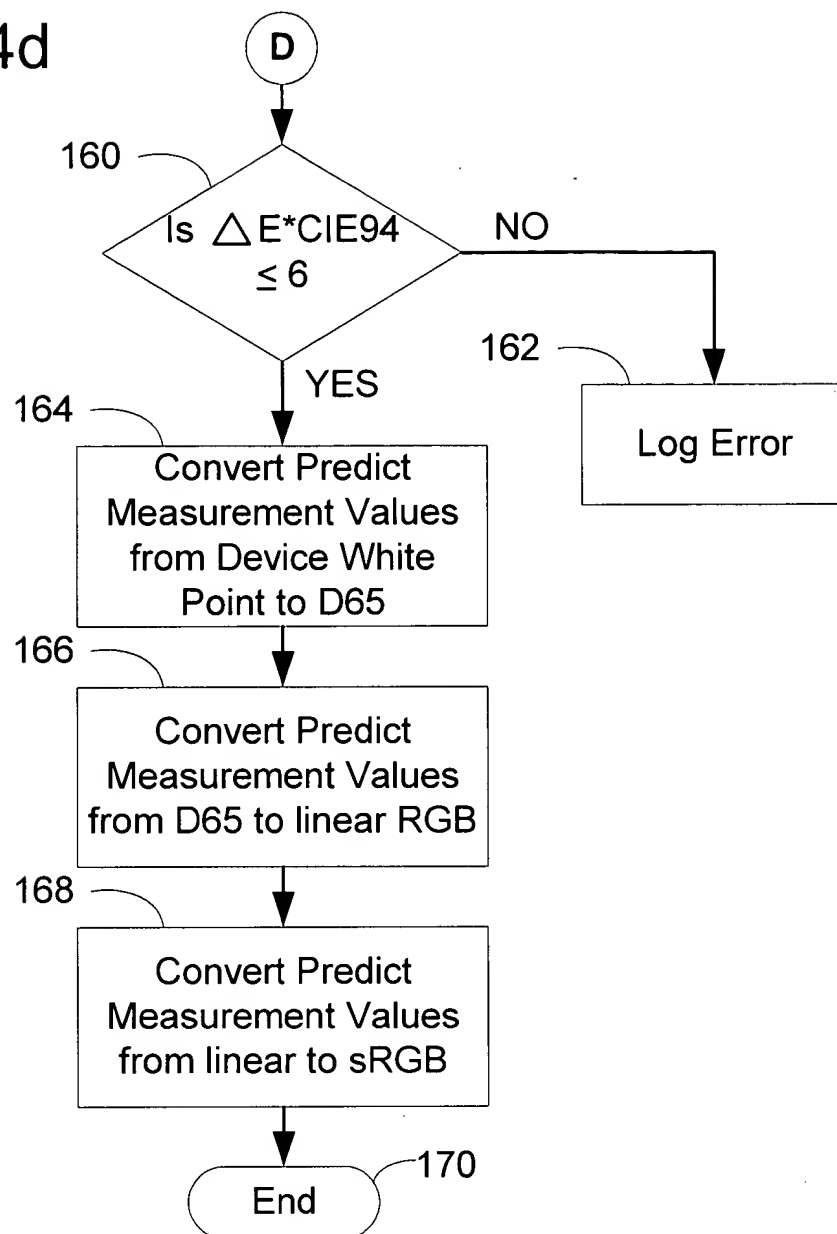 4d
D
160
Is △ E*CIE94
≤ 6
NO
YES
162
Log Error
164
Convert Predict
Measurement Values
from Device White
Point to D65
166
Convert Predict
Measurement Values
from D65 to linear RGB
168
Convert Predict
Measurement Values
from linear to sRGB
170
End